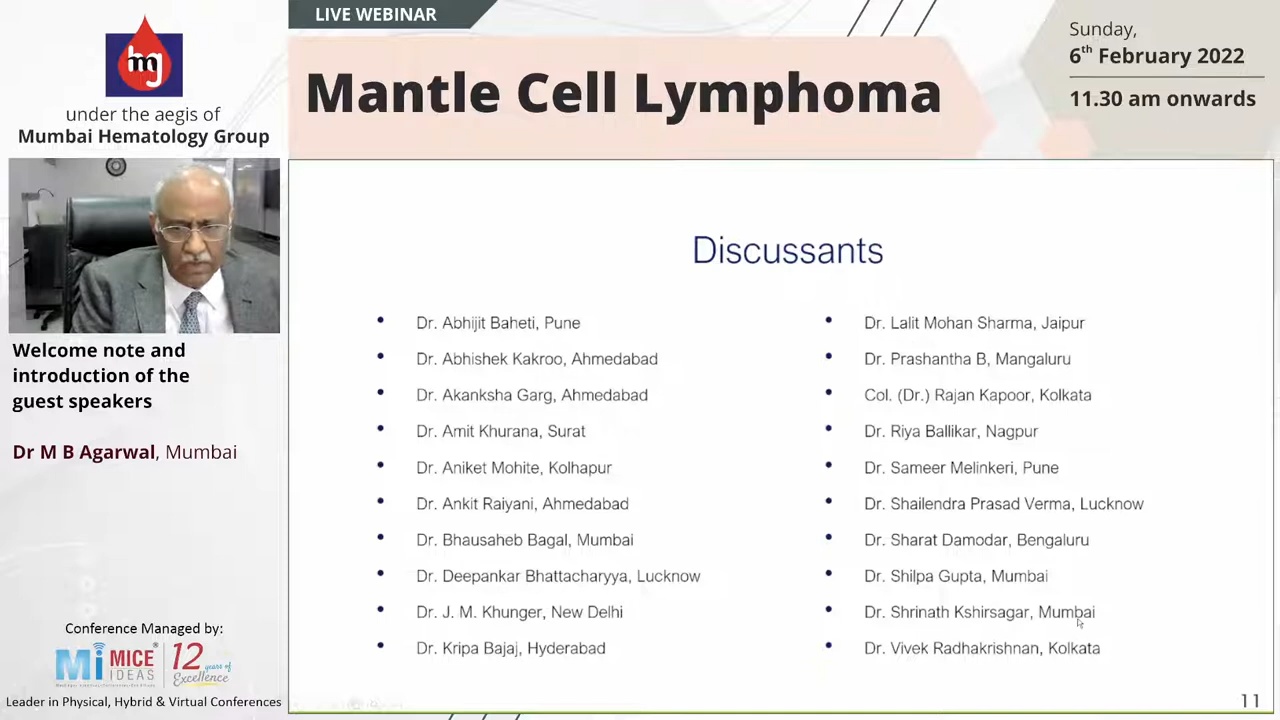 LIVE WEBINAR
Mantle Cell Lymphoma
Sunday,
6th February 2022
11.30 am onwards
mg
under the aegis of
Mumbai Hematology Group
Welcome note and
introduction of the
guest speakers
Dr M B Agarwal, Mumbai
Conference Managed by:
Mi MICE IDEAS
12 years of Excellence
Leader in Physical, Hybrid & Virtual Conferences
Discussants
• Dr. Abhijit Baheti, Pune
• Dr. Abhishek Kakroo, Ahmedabad
• Dr. Akanksha Garg, Ahmedabad
• Dr. Amit Khurana, Surat
• Dr. Aniket Mohite, Kolhapur
• Dr. Ankit Raiyani, Ahmedabad
• Dr. Bhausaheb Bagal, Mumbai
• Dr. Deepankar Bhattacharyya, Lucknow
• Dr. J. M. Khunger, New Delhi
• Dr. Kripa Bajaj, Hyderabad
• Dr. Lalit Mohan Sharma, Jaipur
• Dr. Prashantha B, Mangaluru
• Col. (Dr.) Rajan Kapoor, Kolkata
• Dr. Riya Ballikar, Nagpur
• Dr. Sameer Melinkeri, Pune
• Dr. Shailendra Prasad Verma, Lucknow
• Dr. Sharat Damodar, Bengaluru
• Dr. Shilpa Gupta, Mumbai
• Dr. Shrinath Kshirsagar, Mumbai
• Dr. Vivek Radhakrishnan, Kolkata
11